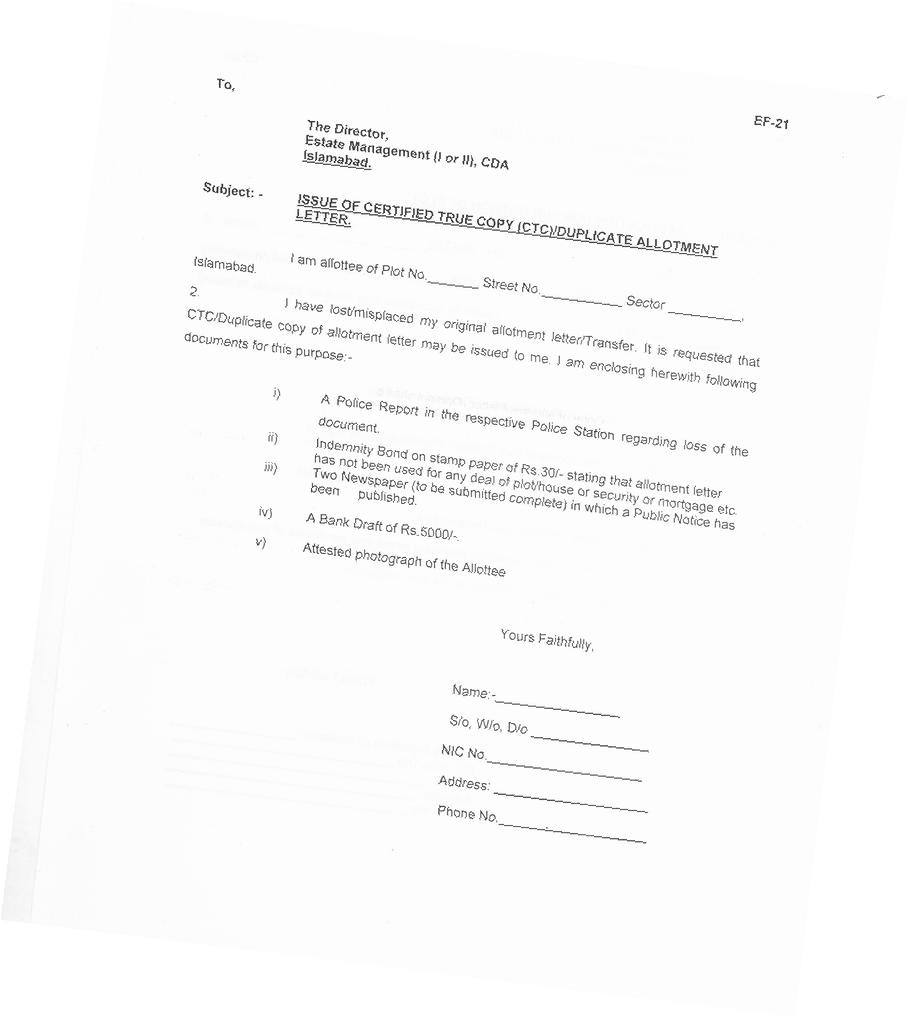 To,
EF-21
The Director,
Estate Management (I or II), CDA
Islamabad.
Subject: - ISSUE OF CERTIFIED TRUE COPY (CTC)/DUPLICATE ALLOTMENT
LETTER.
I am allottee of Plot No._______ Street No.___________ Sector __________,
Islamabad.
2. I have lost/misplaced my original allotment letter/Transfer. It is requested that
CTC/Duplicate copy of allotment letter may be issued to me. I am enclosing herewith following
documents for this purpose:-
i) A Police Report in the respective Police Station regarding loss of the
document.
ii) Indemnity Bond on stamp paper of Rs.30/- stating that allotment letter
has not been used for any deal of plot/house or security or mortgage etc.
iii) Two Newspaper (to be submitted complete) in which a Public Notice has
been published.
iv) A Bank Draft of Rs.5000/-.
v) Attested photograph of the Allottee
Yours Faithfully,
Name:-_________________
S/o, W/o, D/o ________________
NIC No._____________________
Address: _____________________
Phone No.____________________